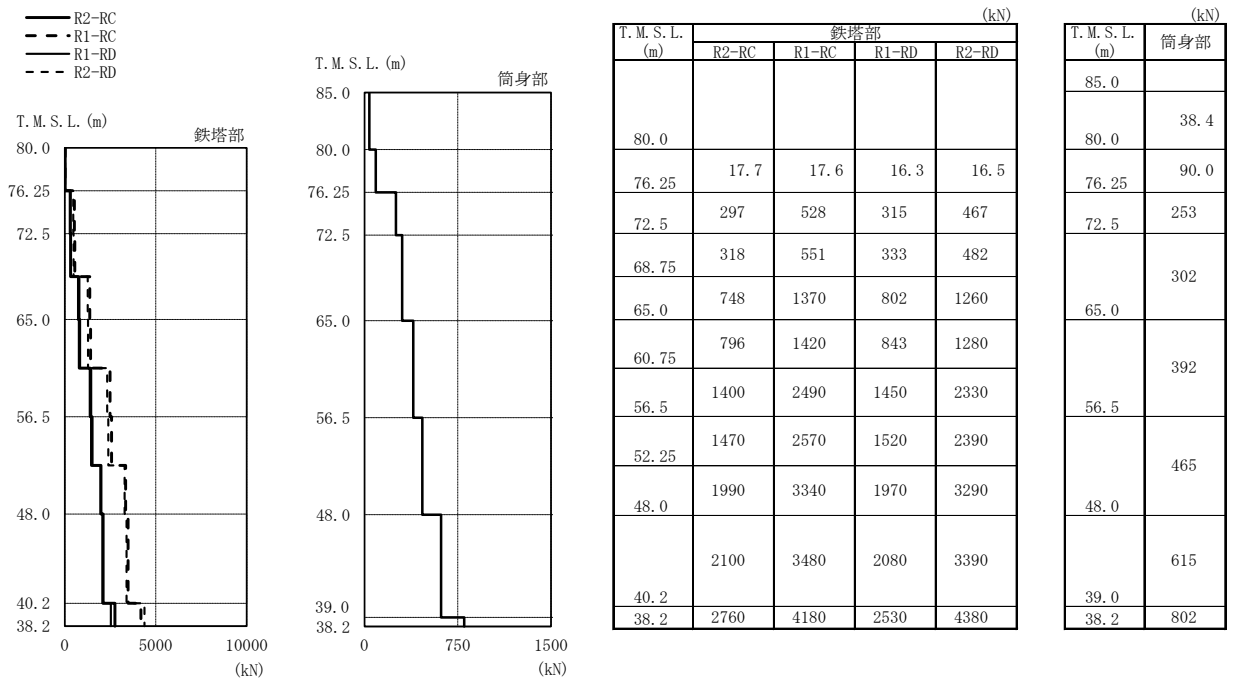 R2-RC
R1-RC
R1-RD
R2-RD
T.M.S.L.(m)
鉄塔部
80.0
76.25
72.5
65.0
56.5
48.0
40.2
38.2
0 5000 10000
(kN)
T.M.S.L.(m)
筒身部
85.0
80.0
76.25
72.5
65.0
56.5
48.0
39.0
38.2
0 750 1500
(kN)
(kN)
T.M.S.L.(m) 鉄塔部
R2-RC R1-RC R1-RD R2-RD
80.0
17.7 17.6 16.3 16.5
76.25
297 528 315 467
72.5
318 551 333 482
68.75
748 1370 802 1260
65.0
796 1420 843 1280
60.75
1400 2490 1450 2330
56.5
1470 2570 1520 2390
52.25
1990 3340 1970 3290
48.0
2100 3480 2080 3390
40.2
38.2 2760 4180 2530 4380
(kN)
T.M.S.L.(m) 筒身部
85.0
38.4
80.0
90.0
76.25
253
72.5
302
65.0
392
56.5
465
48.0
615
39.0
38.2 802